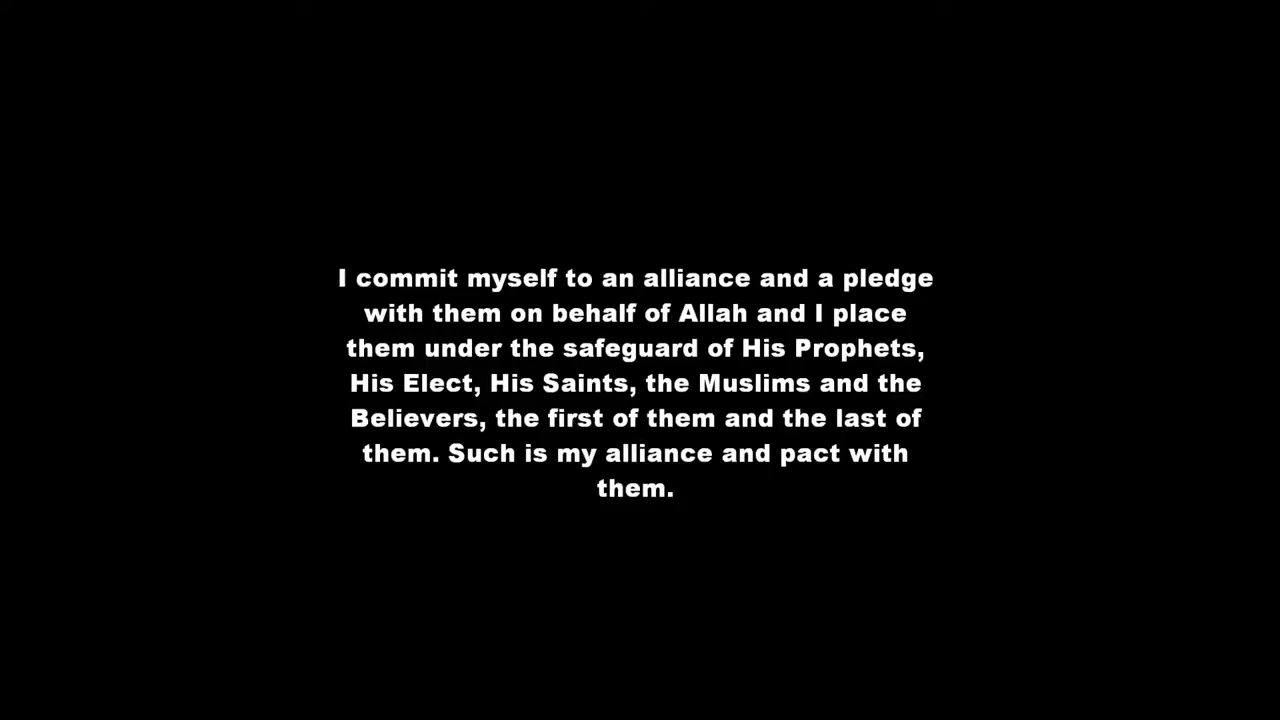 I commit myself to an alliance and a pledge
with them on behalf of Allah and I place
them under the safeguard of His Prophets,
His Elect, His Saints, the Muslims and the
Believers, the first of them and the last of
them. Such is my alliance and pact with
them.